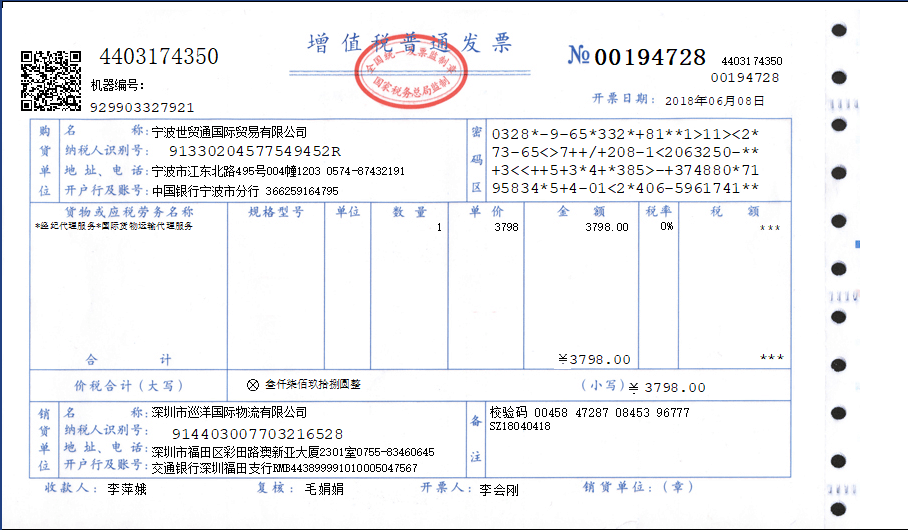 4403174350
机器编号:
929903327921
增值税普通发票
全国统一发票监制章
国家税务总局监制
№ 00194728
4403174350
00194728
开票日期: 2018年06月08日
购货单位
名称: 宁波世贸通国际贸易有限公司
纳税人识别号: 91330204577549452R
地址、电话: 宁波市江东北路495号004幢1203 0574-87432191
开户行及账号: 中国银行宁波市分行 366259164795
密码区
0328*-9-65*332*+81**1>11><2*
73-65<>7++/+208-1<2063250-**
+3<<++5+3*4+*385>-+374880*71
95834*5+4-01<2*406-5961741**
货物或应税劳务名称 规格型号 单位 数量 单价 金额 税率 税额
*经纪代理服务*国际货物运输代理服务 1 3798 3798.00 0% ***
合计 ¥3798.00 ***
价税合计(大写) ⊗ 叁仟柒佰玖拾捌圆整 (小写) ¥ 3798.00
销货单位
名称: 深圳市巡洋国际物流有限公司
纳税人识别号: 914403007703216528
地址、电话: 深圳市福田区彩田路澳新亚大厦2301室0755-83460645
开户行及账号: 交通银行深圳福田支行RMB443899991010005047567
备注
校验码 00458 47287 08453 96777
SZ18040418
收款人: 李萍娥 复核: 毛娟娟 开票人: 李会刚 销货单位:(章)